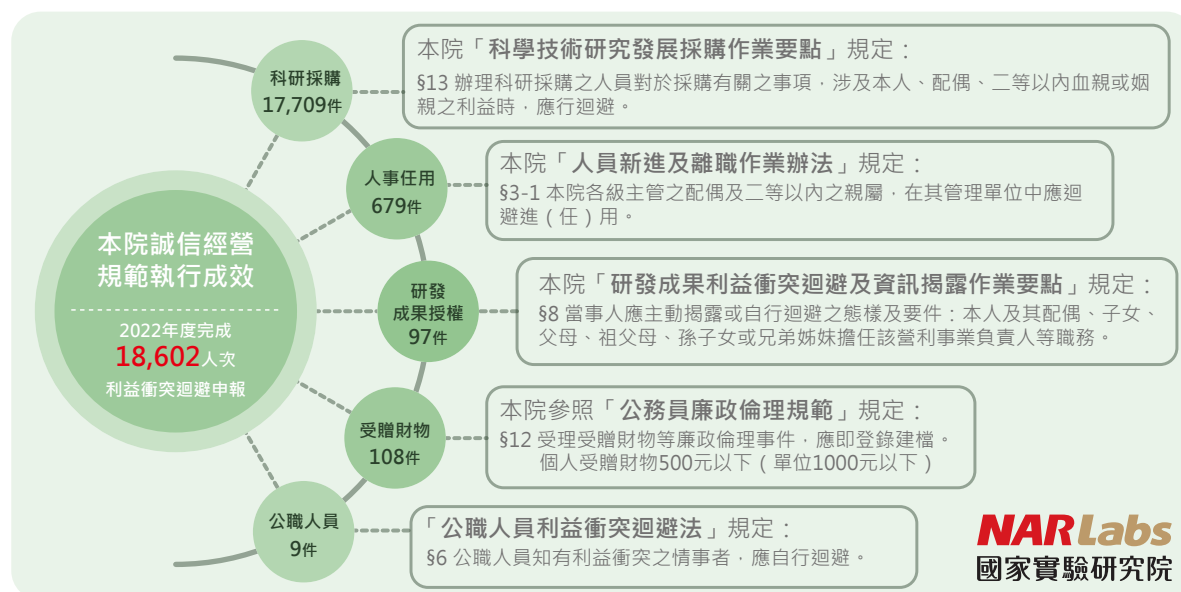 本院誠信經營
規範執行成效
2022年度完成
18,602人次
利益衝突迴避申報
科研採購
17,709件
本院「科學技術研究發展採購作業要點」規定：
§13 辦理科研採購之人員對於採購有關之事項，涉及本人、配偶、二等以內血親或姻
親之利益時，應行迴避。
人事任用
679件
本院「人員新進及離職作業辦法」規定：
§3-1 本院各級主管之配偶及二等以內之親屬，在其管理單位中應迴
避進（任）用。
研發
成果授權
97件
本院「研發成果利益衝突迴避及資訊揭露作業要點」規定：
§8 當事人應主動揭露或自行迴避之態樣及要件：本人及其配偶、子女、
父母、祖父母、孫子女或兄弟姊妹擔任該營利事業負責人等職務。
受贈財物
108件
本院參照「公務員廉政倫理規範」規定：
§12 受理受贈財物等廉政倫理事件，應即登錄建檔。
個人受贈財物500元以下（單位1000元以下）
公職人員
9件
「公職人員利益衝突迴避法」規定：
§6 公職人員知有利益衝突之情事者，應自行迴避。
NARLabs
國家實驗研究院